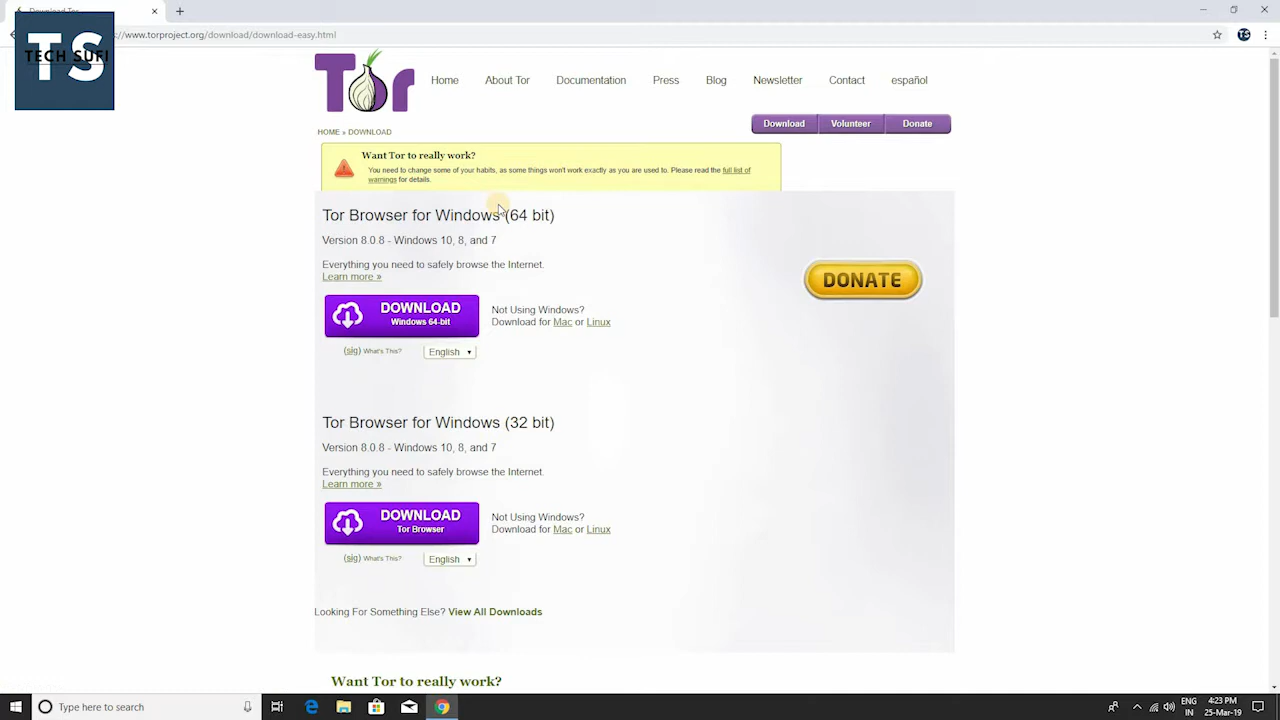 Download Tor
TS
TECH SUFI
://www.torproject.org/download/download-easy.html
TS
Tor
Home
About Tor
Documentation
Press
Blog
Newsletter
Contact
español
Download
Volunteer
Donate
HOME » DOWNLOAD
Want Tor to really work?
You need to change some of your habits, as some things won't work exactly as you are used to. Please read the full list of
warnings for details.
Tor Browser for Windows (64 bit)
Version 8.0.8 - Windows 10, 8, and 7
Everything you need to safely browse the Internet.
Learn more »
DONATE
DOWNLOAD
Windows 64-bit
Not Using Windows?
Download for Mac or Linux
(sig) What's This?
English
Tor Browser for Windows (32 bit)
Version 8.0.8 - Windows 10, 8, and 7
Everything you need to safely browse the Internet.
Learn more »
DOWNLOAD
Tor Browser
Not Using Windows?
Download for Mac or Linux
(sig) What's This?
English
Looking For Something Else? View All Downloads
Want Tor to really work?
Type here to search
ENG
IN
4:23 PM
25-Mar-19